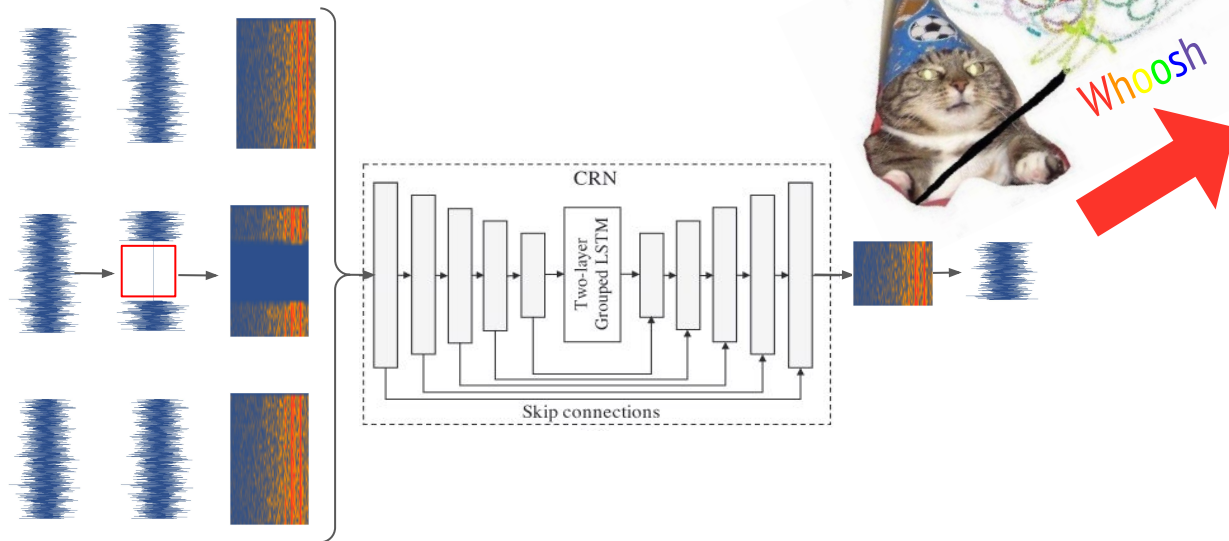 Whoosh
CRN
Two-layer
Grouped LSTM
Skip connections